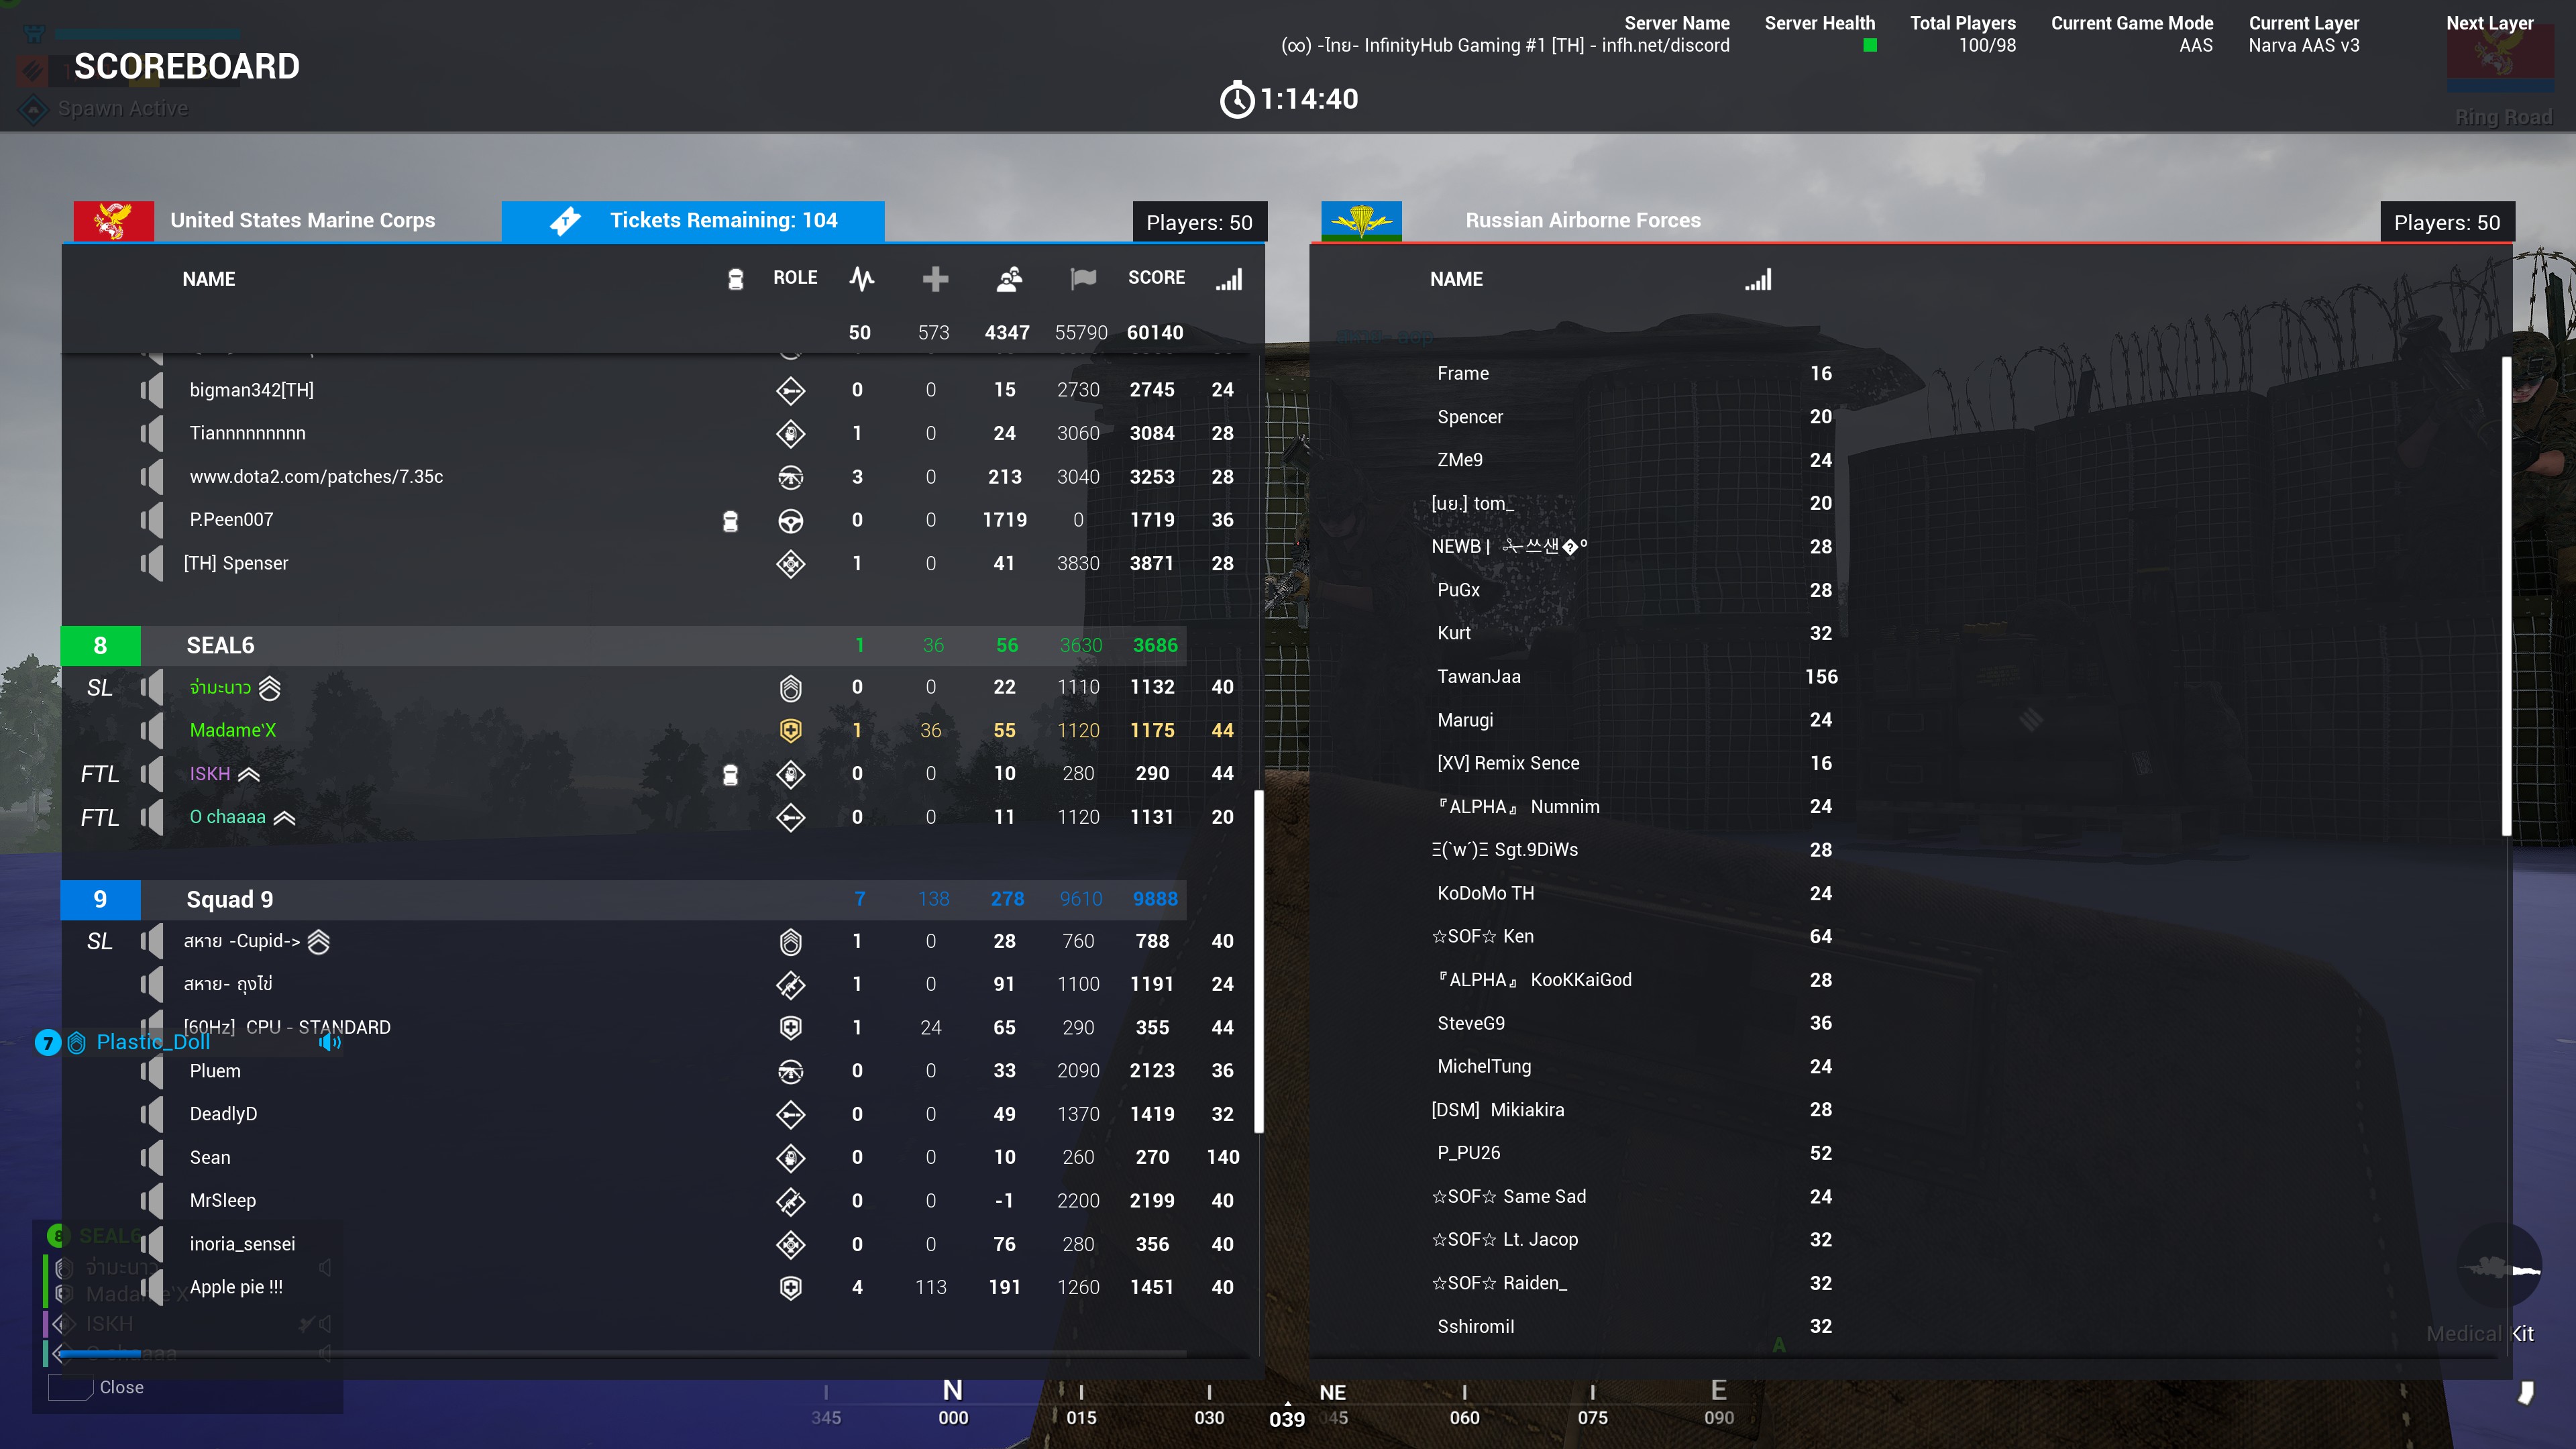 SCOREBOARD
Spawn Active
Server Name Server Health Total Players Current Game Mode Current Layer Next Layer
(∞) -ไทย- InfinityHub Gaming #1 [TH] - infh.net/discord 100/98 AAS Narva AAS v3
1:14:40
Ring Road
United States Marine Corps Tickets Remaining: 104 Players: 50
NAME ROLE SCORE
50 573 4347 55790 60140
bigman342[TH] 0 0 15 2730 2745 24
Tiannnnnnnnn 1 0 24 3060 3084 28
www.dota2.com/patches/7.35c 3 0 213 3040 3253 28
P.Peen007 0 0 1719 0 1719 36
[TH] Spenser 1 0 41 3830 3871 28
8 SEAL6 1 36 56 3630 3686
SL จ่ามะนาว 0 0 22 1110 1132 40
Madame'X 1 36 55 1120 1175 44
FTL ISKH 0 0 10 280 290 44
FTL O chaaaa 0 0 11 1120 1131 20
9 Squad 9 7 138 278 9610 9888
SL สหาย -Cupid-> 1 0 28 760 788 40
สหาย- ถุงไข่ 1 0 91 1100 1191 24
[60Hz] CPU - STANDARD 1 24 65 290 355 44
7 Plastic_Doll
Pluem 0 0 33 2090 2123 36
DeadlyD 0 0 49 1370 1419 32
Sean 0 0 10 260 270 140
MrSleep 0 0 -1 2200 2199 40
inoria_sensei 0 0 76 280 356 40
Apple pie !!! 4 113 191 1260 1451 40
8 SEAL6
จ่ามะนาว
Madame'X
ISKH
O chaaaa
Close
Russian Airborne Forces Players: 50
NAME
Frame 16
Spencer 20
ZMe9 24
[นย.] tom_ 20
NEWB | ✁쓰샌�º 28
PuGx 28
Kurt 32
TawanJaa 156
Marugi 24
[XV] Remix Sence 16
『ALPHA』 Numnim 24
Ξ(`w´)Ξ Sgt.9DiWs 28
KoDoMo TH 24
☆SOF☆ Ken 64
『ALPHA』 KooKKaiGod 28
SteveG9 36
MichelTung 24
[DSM] Mikiakira 28
P_PU26 52
☆SOF☆ Same Sad 24
☆SOF☆ Lt. Jacop 32
☆SOF☆ Raiden_ 32
Sshiromil 32
A
Medical Kit
N NE E
345 000 015 030 039 045 060 075 090